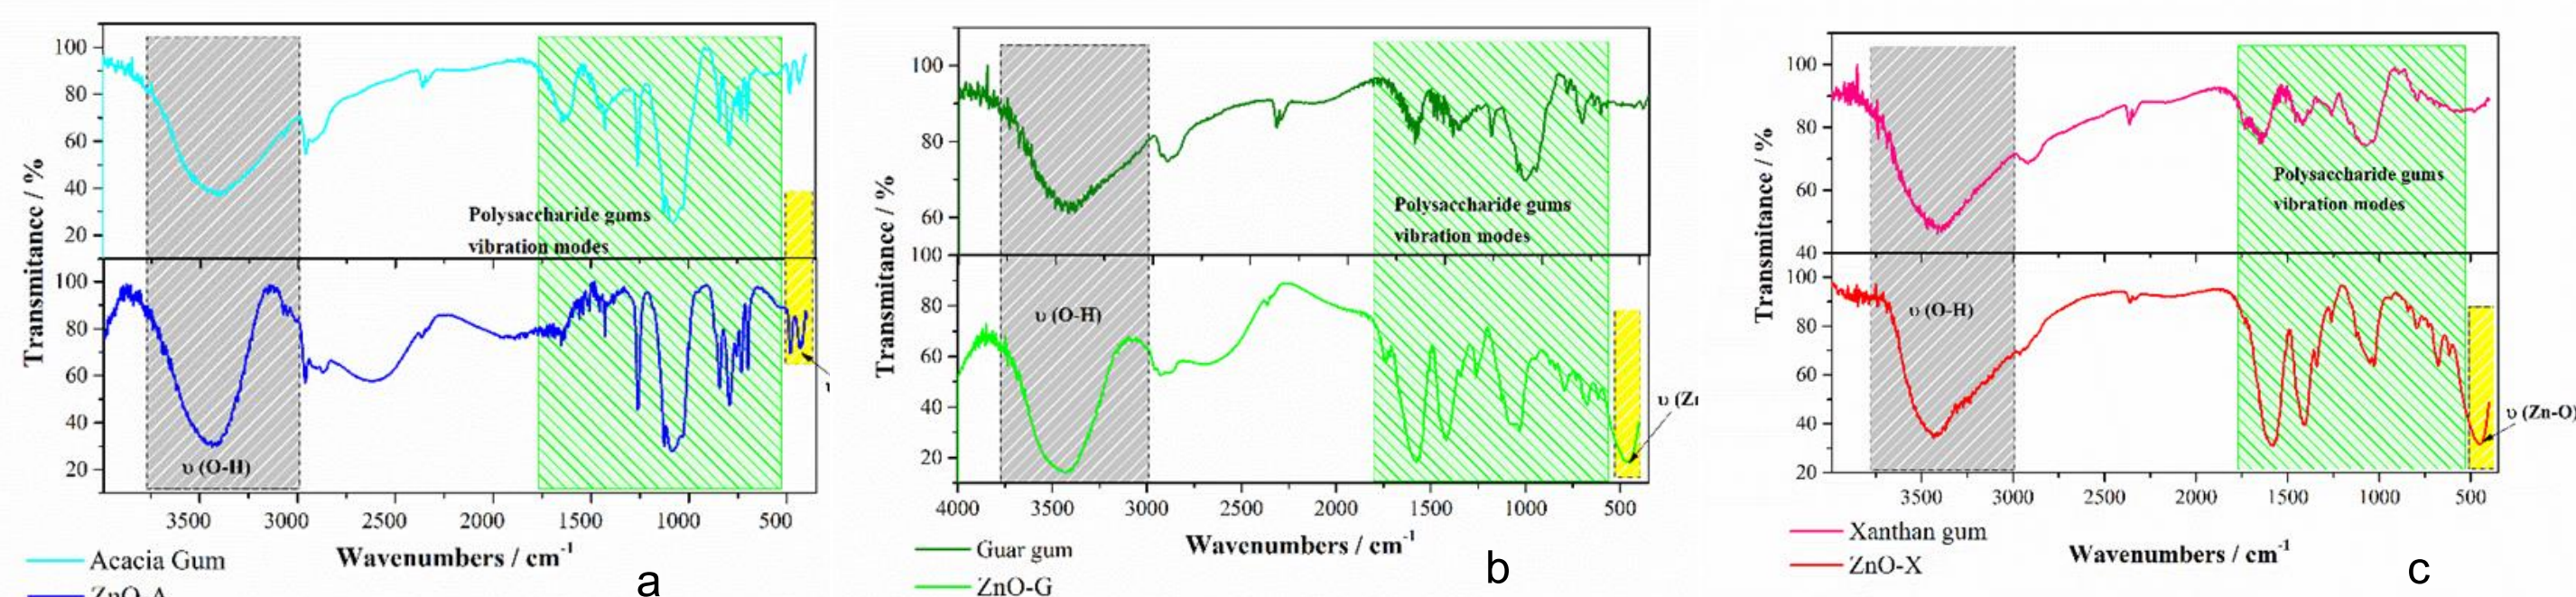 100
80
60
40
20
Polysaccharide gums
vibration modes
100
80
60
40
20
υ (O-H)
Transmitance / %
3500 3000 2500 2000 1500 1000 500
Wavenumbers / cm-1
Acacia Gum
ZnO-A
a
100
80
60
Polysaccharide gums
vibration modes
100
80
60
40
20
υ (O-H)
υ (Zn
Transmitance / %
4000 3500 3000 2500 2000 1500 1000 500
Wavenumbers / cm-1
Guar gum
ZnO-G
b
100
80
60
40
Polysaccharide gums
vibration modes
100
80
60
40
20
υ (O-H)
υ (Zn-O)
Transmitance / %
3500 3000 2500 2000 1500 1000 500
Wavenumbers / cm-1
Xanthan gum
ZnO-X
c